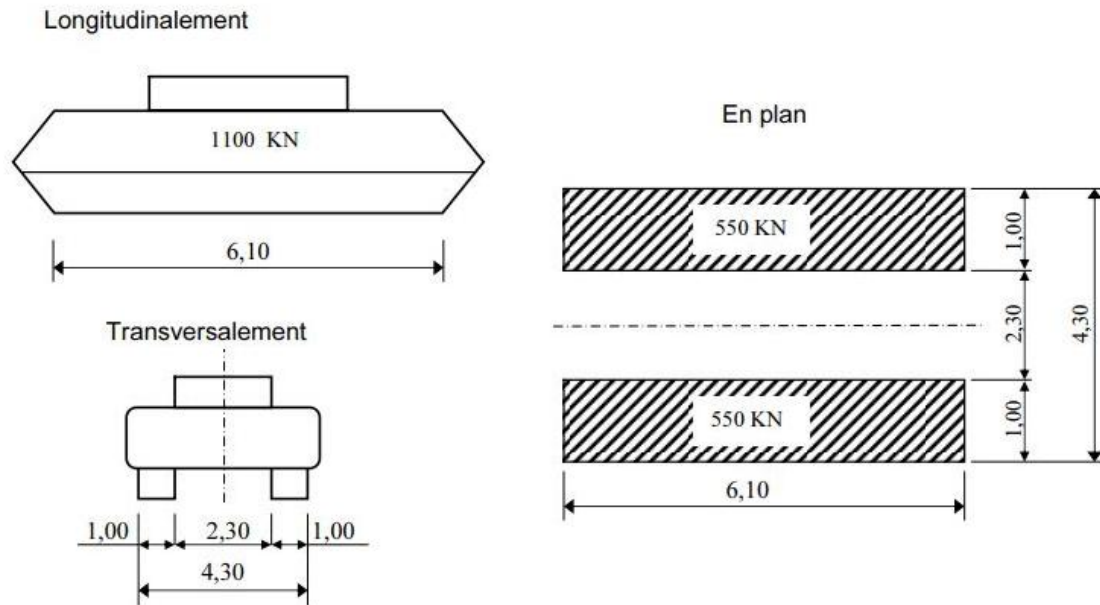 Longitudinalement
1100 KN
6,10
Transversalement
1,00
2,30
1,00
4,30
En plan
550 KN
1,00
2,30
4,30
550 KN
1,00
6,10